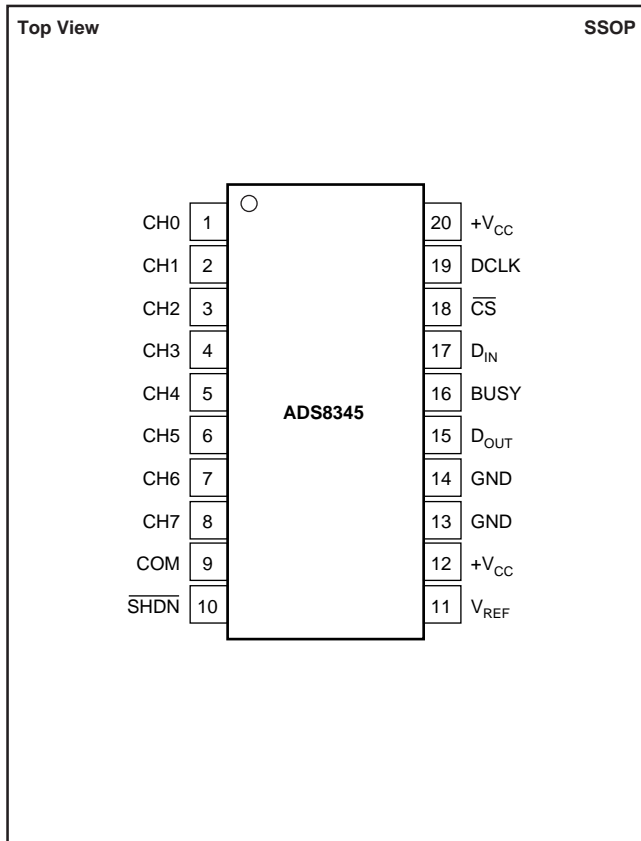 Top View SSOP
CH0 1 20 +VCC
CH1 2 19 DCLK
CH2 3 18 C̅S̅
CH3 4 17 DIN
CH4 5 16 BUSY
ADS8345
CH5 6 15 DOUT
CH6 7 14 GND
CH7 8 13 GND
COM 9 12 +VCC
S̅H̅D̅N̅ 10 11 VREF